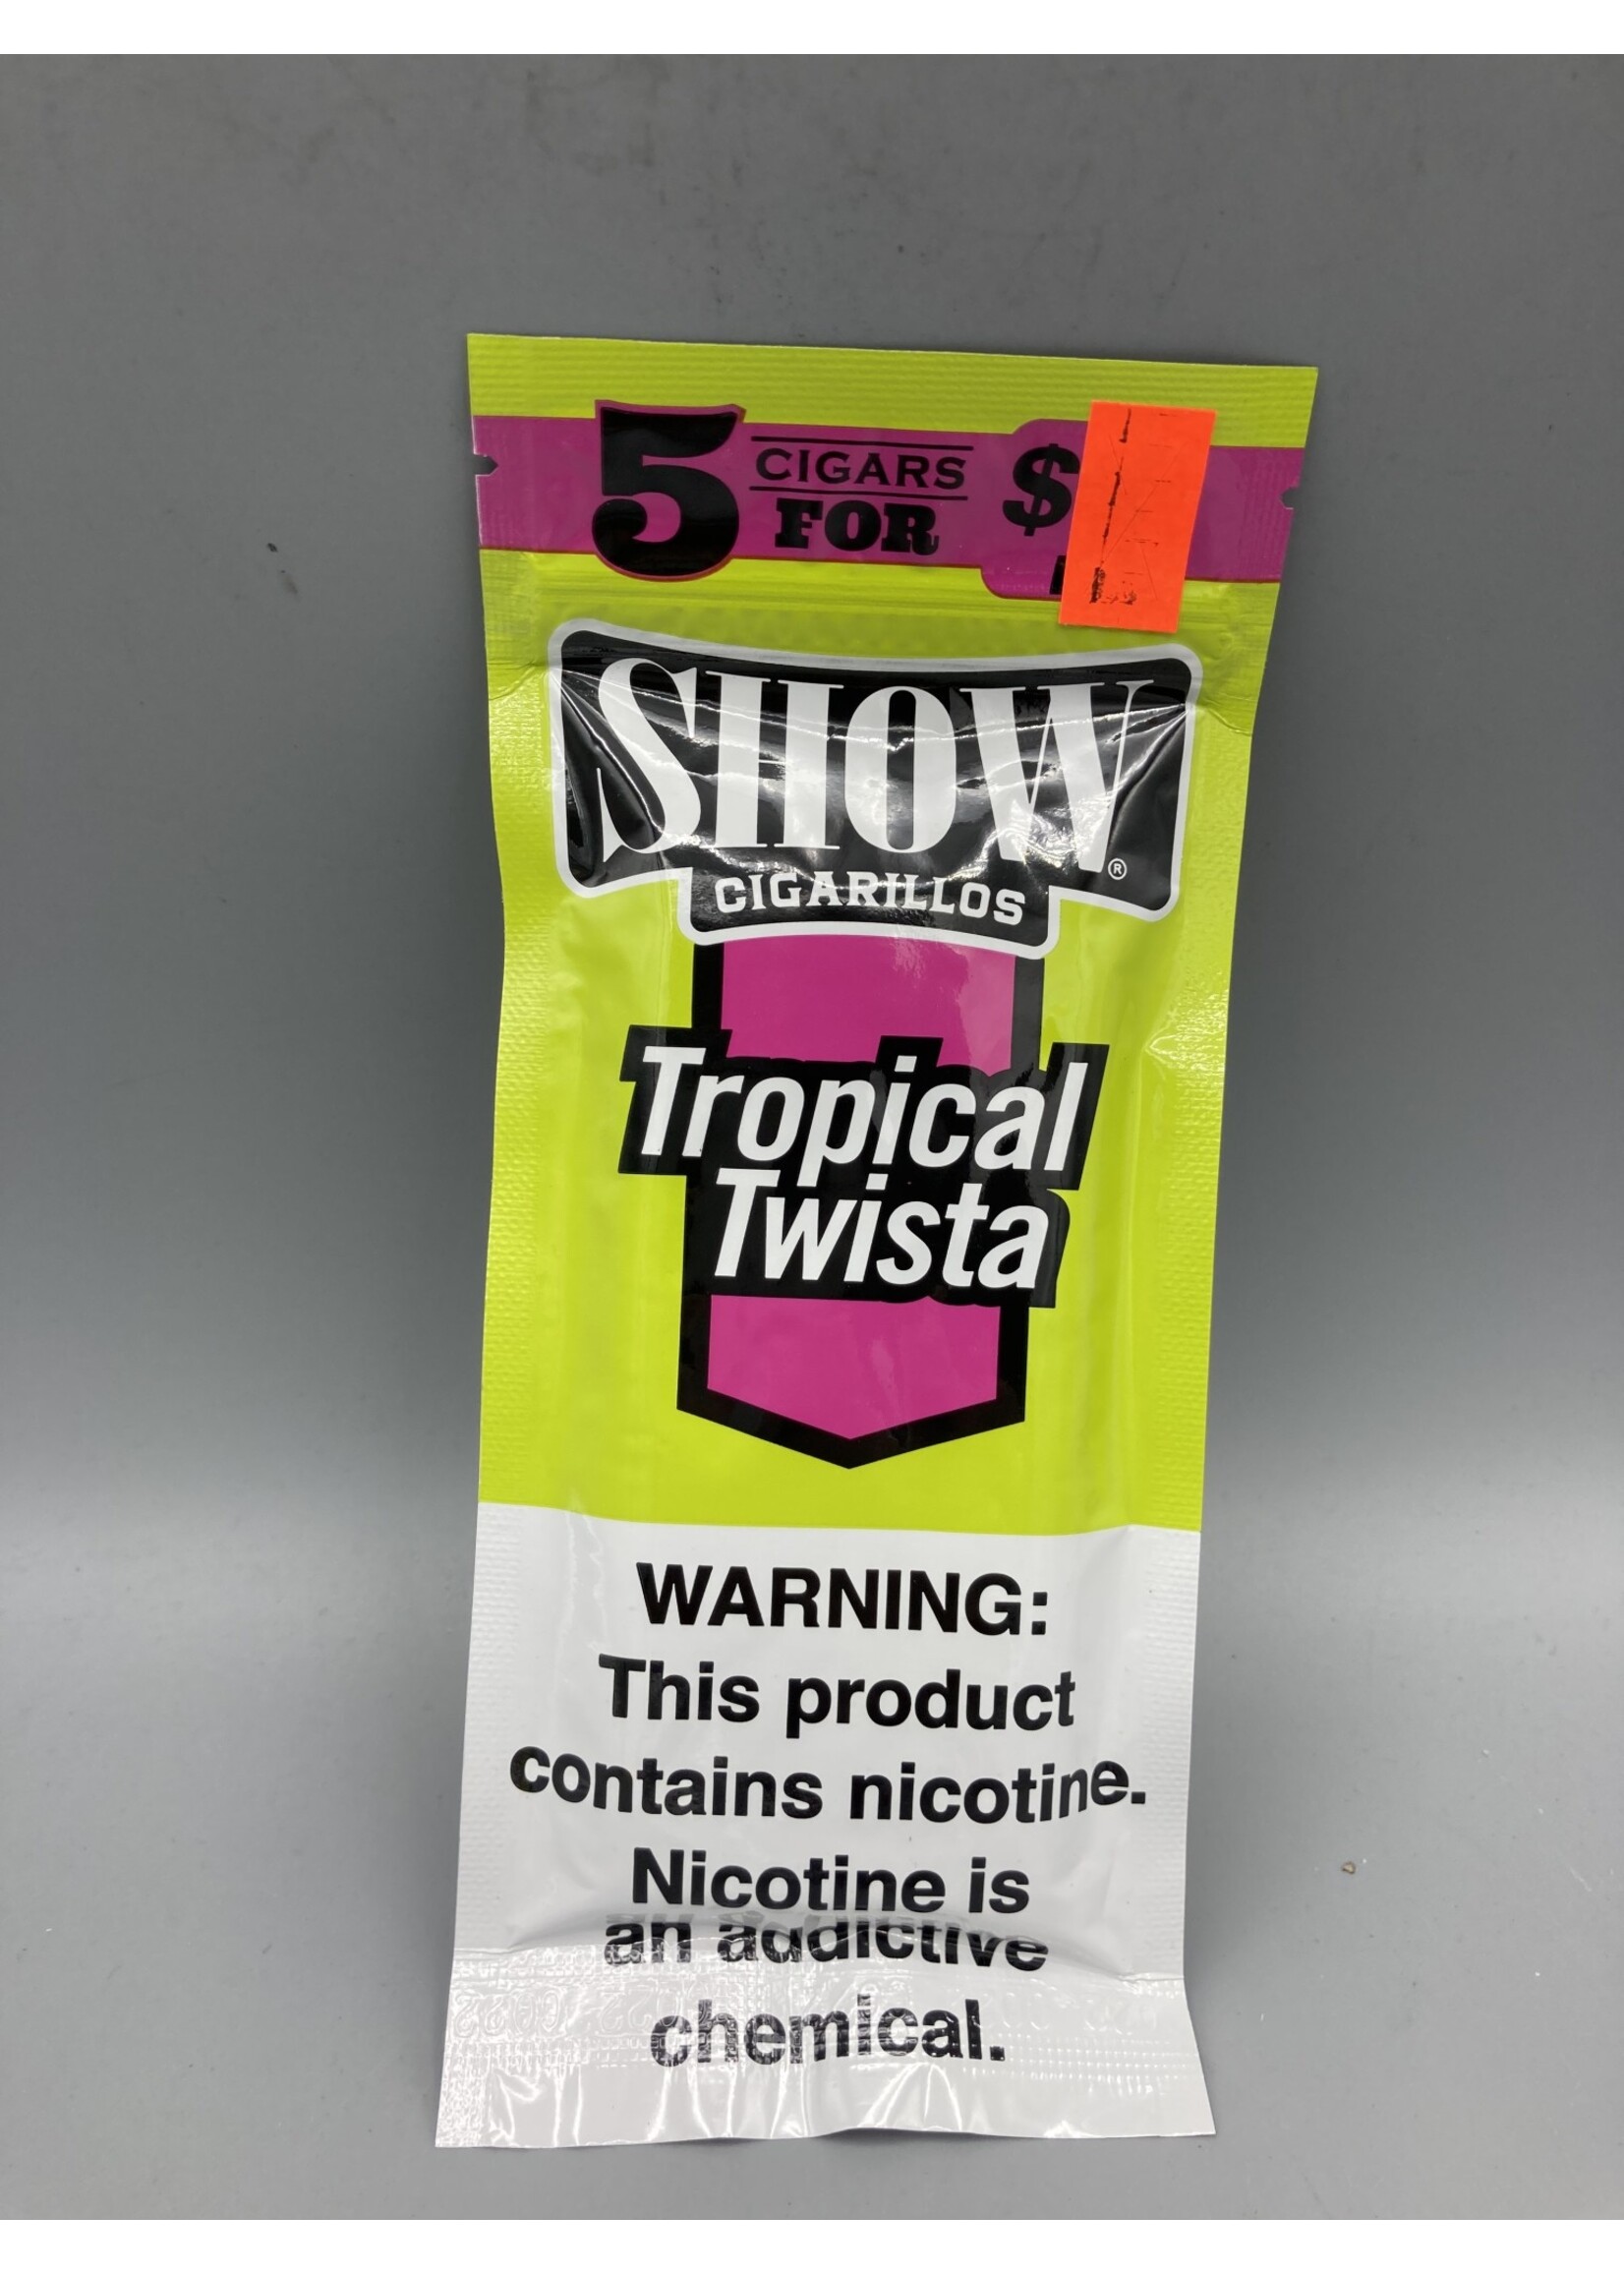 5 CIGARS FOR $
SHOW®
CIGARILLOS
Tropical
Twista
WARNING:
This product
contains nicotine.
Nicotine is
an addictive
chemical.